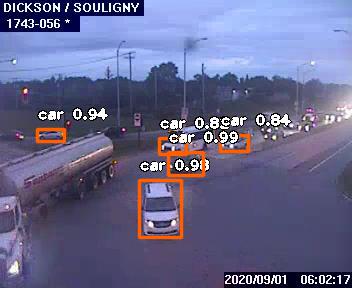 DICKSON / SOULIGNY
1743-056 *
car 0.94
car 0.8
car 0.84
car 0.99
car 0.98
2020/09/01 06:02:17